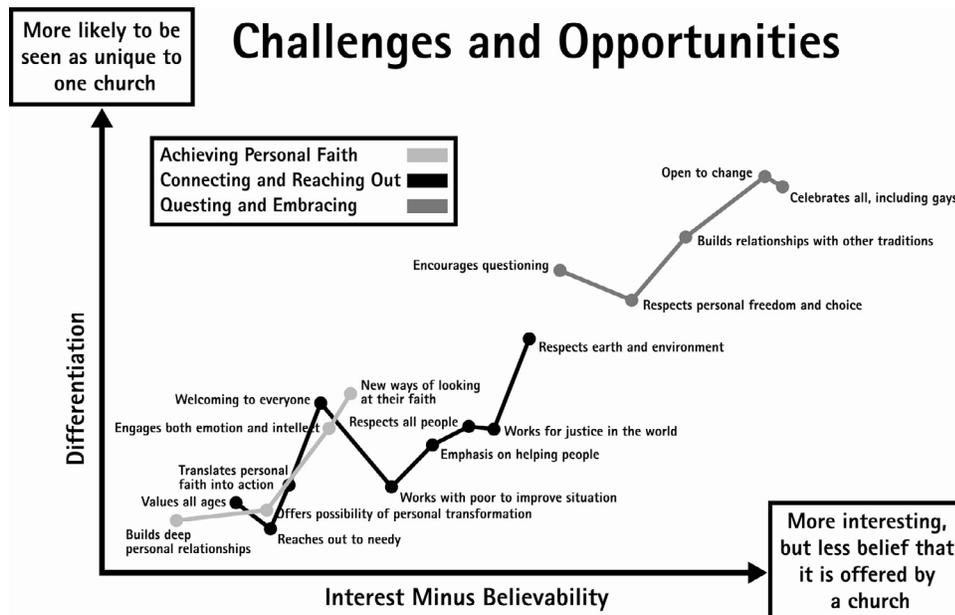 More likely to be
seen as unique to
one church
Challenges and Opportunities
Achieving Personal Faith
Connecting and Reaching Out
Questing and Embracing
Open to change
Celebrates all, including gays
Builds relationships with other traditions
Encourages questioning
Respects personal freedom and choice
Respects earth and environment
New ways of looking
at their faith
Welcoming to everyone
Respects all people
Engages both emotion and intellect
Works for justice in the world
Emphasis on helping people
Translates personal
faith into action
Works with poor to improve situation
Values all ages
Offers possibility of personal transformation
Builds deep
personal relationships
Reaches out to needy
Differentiation
Interest Minus Believability
More interesting,
but less belief that
it is offered by
a church